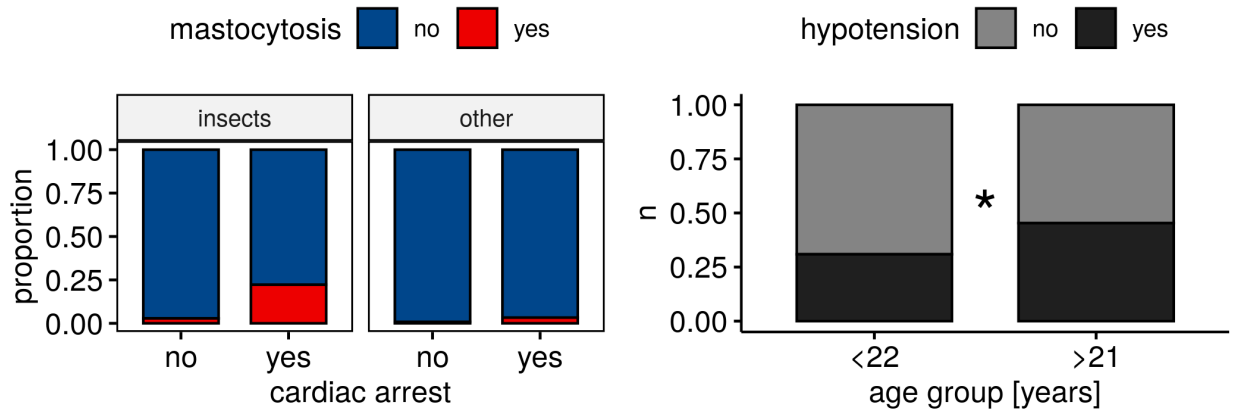 mastocytosis no yes
insects other
proportion
1.00
0.75
0.50
0.25
0.00
no yes no yes
cardiac arrest
hypotension no yes
n
1.00
0.75
0.50
0.25
0.00
*
<22 >21
age group [years]